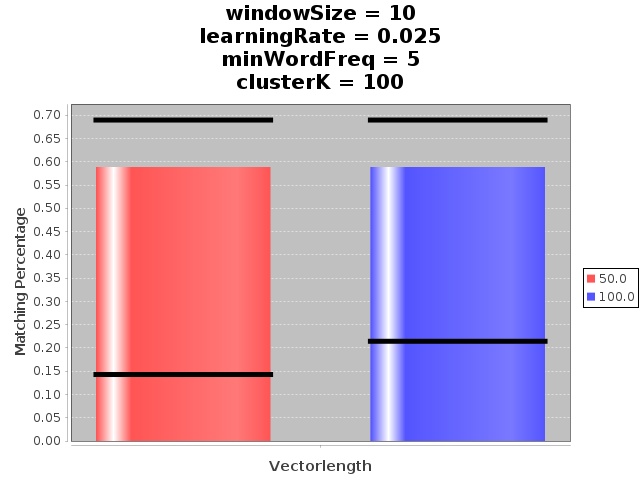 windowSize = 10
learningRate = 0.025
minWordFreq = 5
clusterK = 100
Matching Percentage
0.70
0.65
0.60
0.55
0.50
0.45
0.40
0.35
0.30
0.25
0.20
0.15
0.10
0.05
0.00
Vectorlength
50.0
100.0